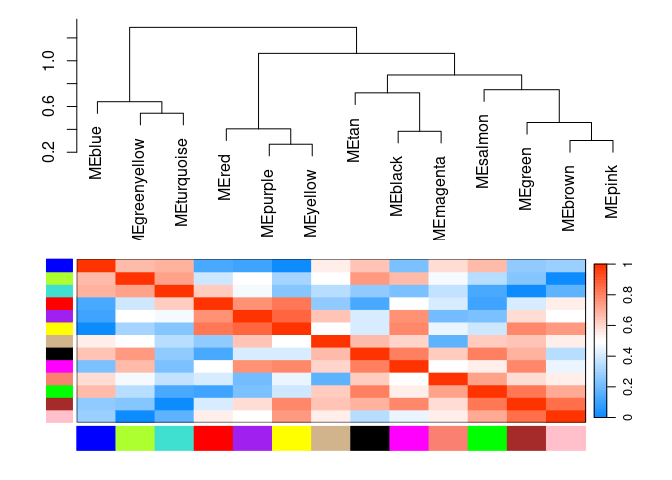 1.0
0.6
0.2
MEblue
MEgreenyellow
MEturquoise
MEred
MEpurple
MEyellow
MEtan
MEblack
MEmagenta
MEsalmon
MEgreen
MEbrown
MEpink
1
0.8
0.6
0.4
0.2
0